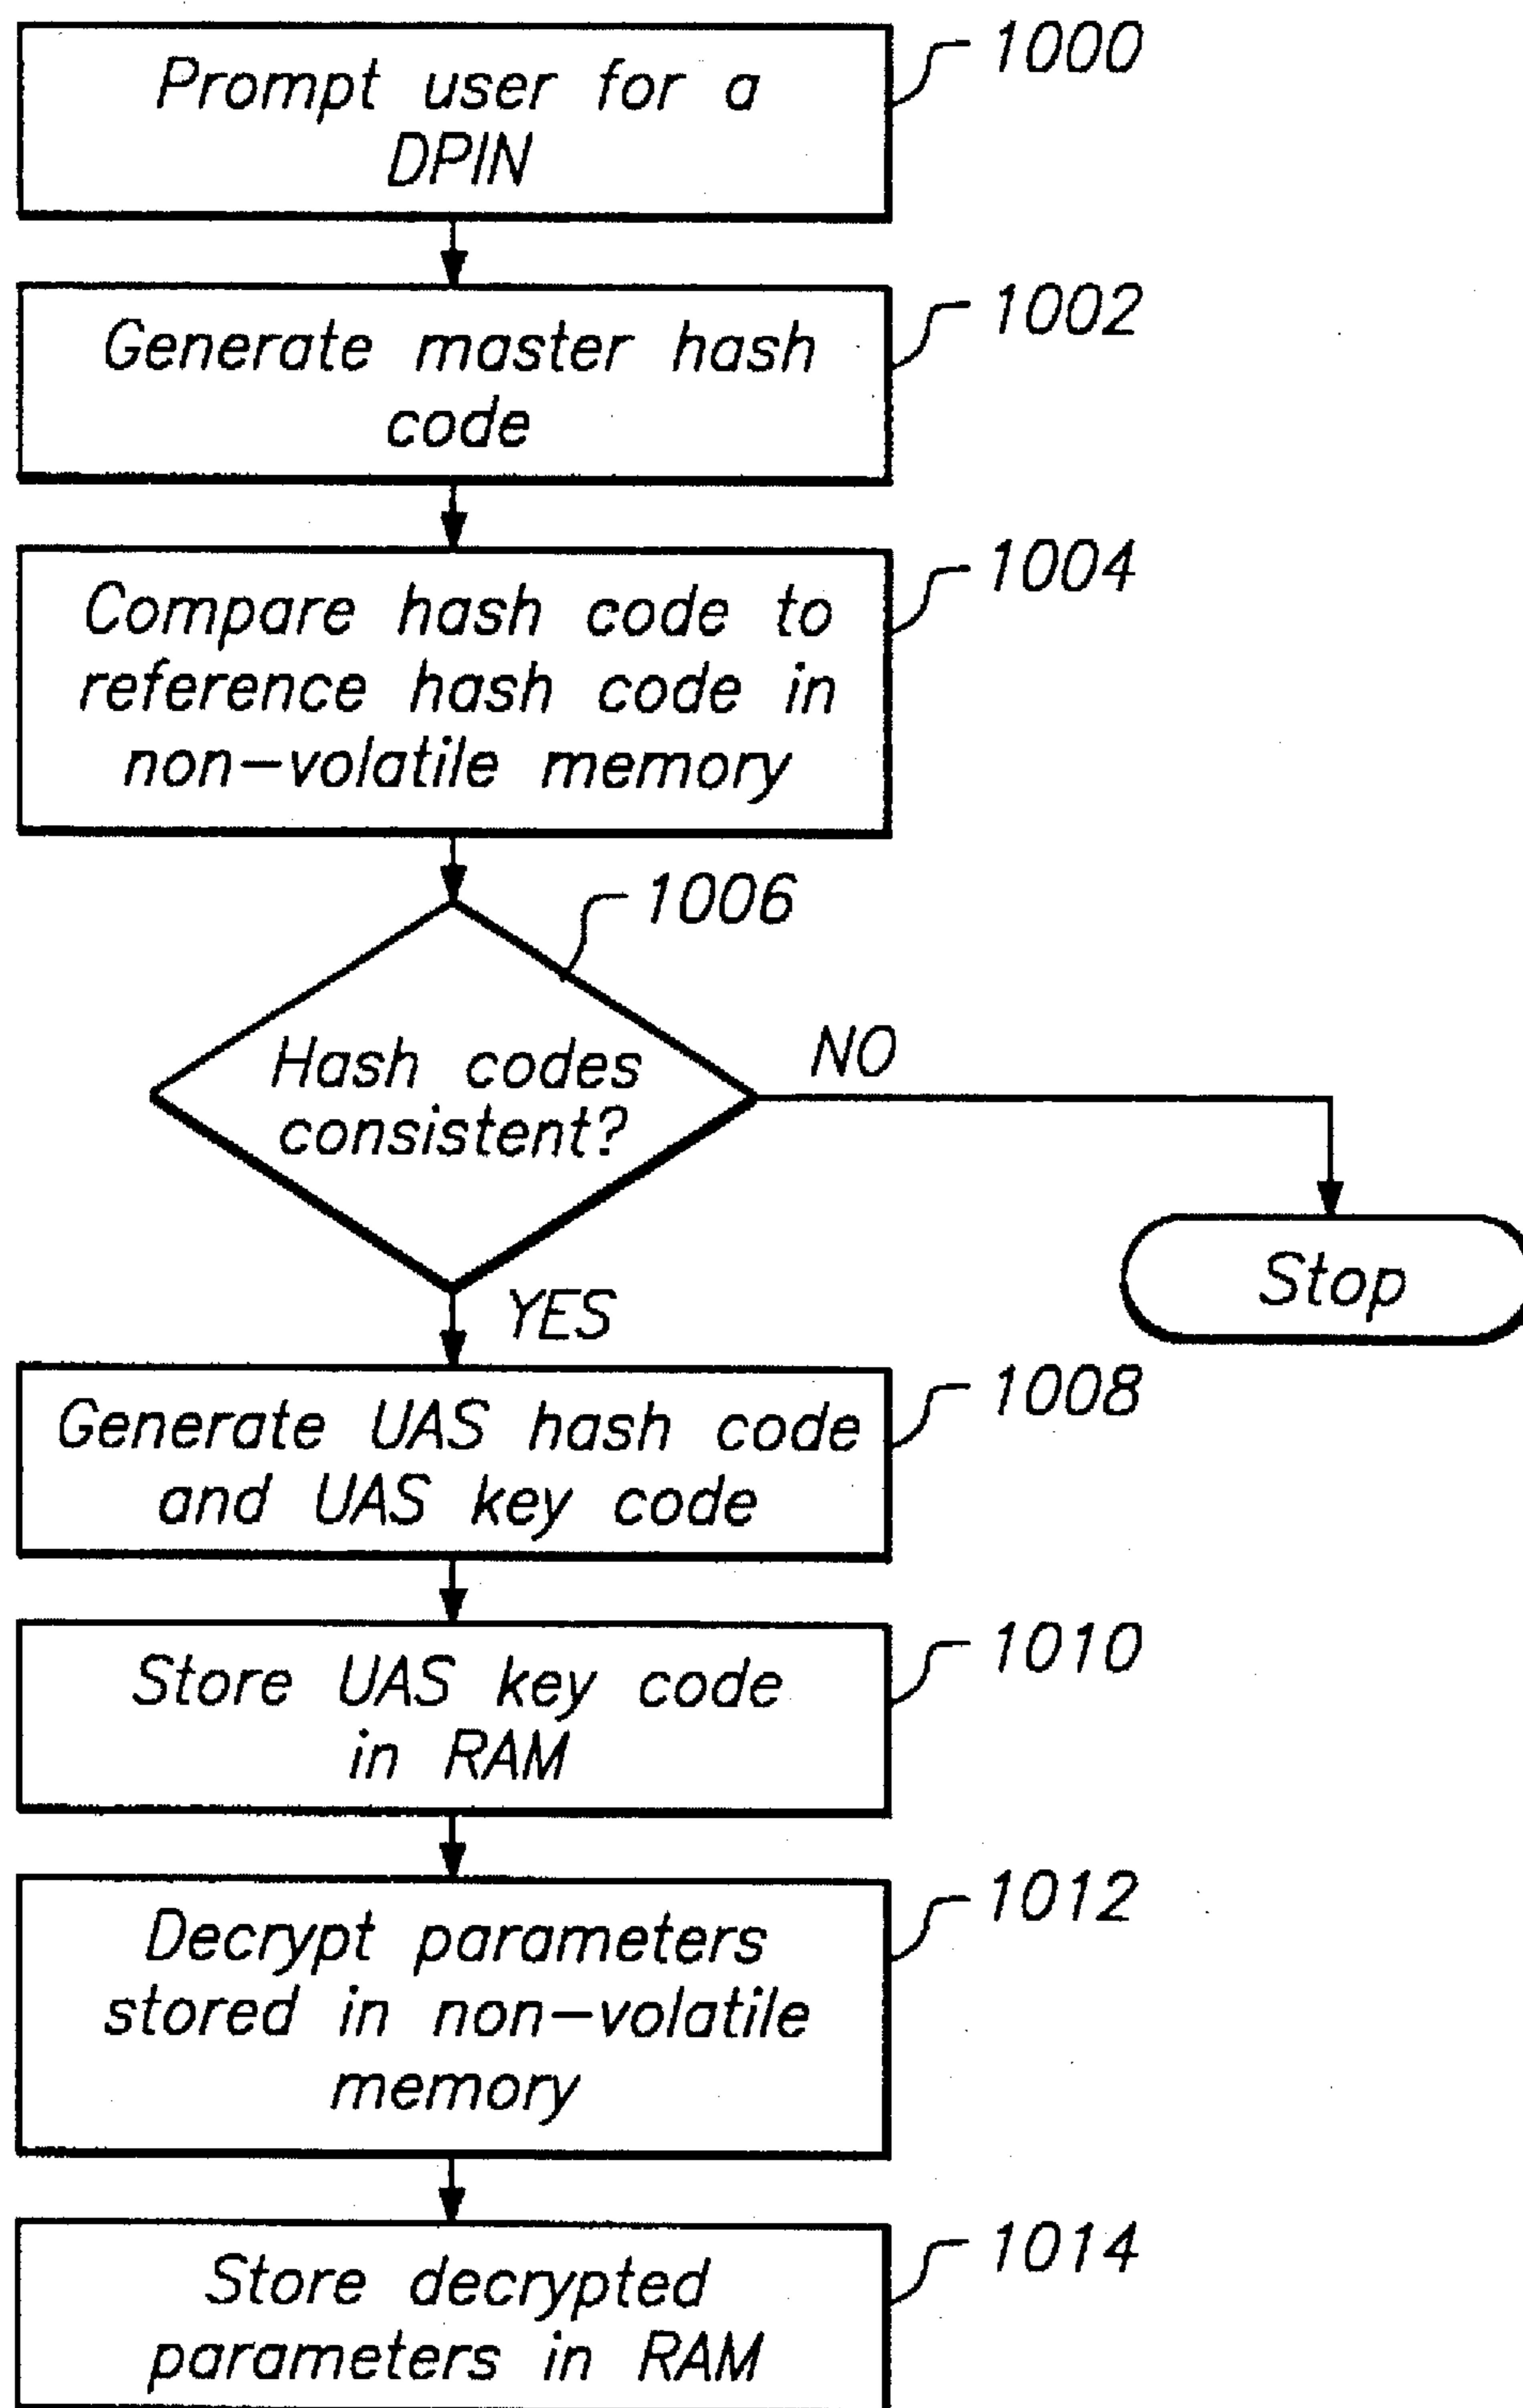 Prompt user for a
DPIN
1000
Generate master hash
code
1002
Compare hash code to
reference hash code in
non-volatile memory
1004
Hash codes
consistent?
1006
NO
Stop
YES
Generate UAS hash code
and UAS key code
1008
Store UAS key code
in RAM
1010
Decrypt parameters
stored in non-volatile
memory
1012
Store decrypted
parameters in RAM
1014